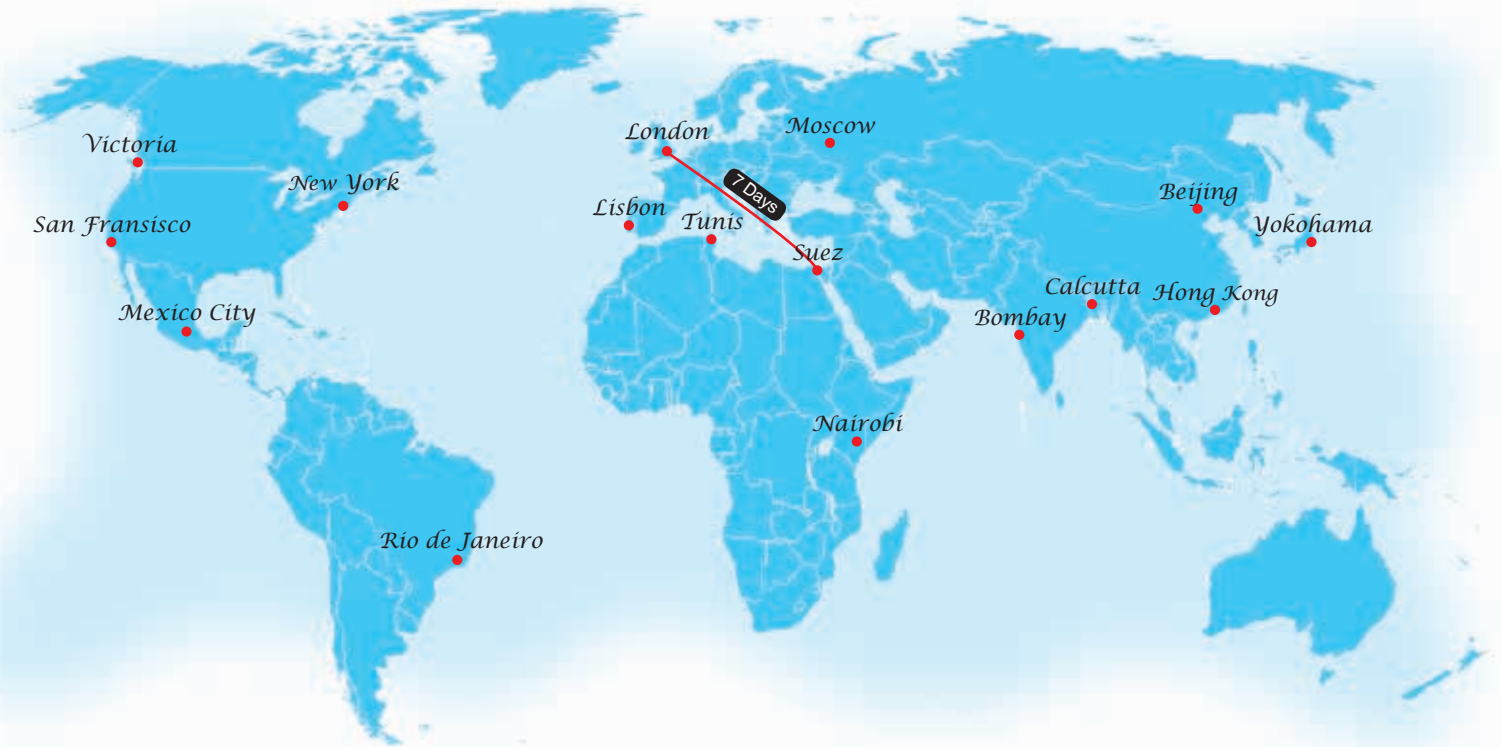 London
Moscow
Victoria
New York
7 Days
Beijing
Lisbon
Tunis
San Fransisco
Yokohama
Suez
Calcutta
Hong Kong
Mexico City
Bombay
Nairobi
Rio de Janeiro